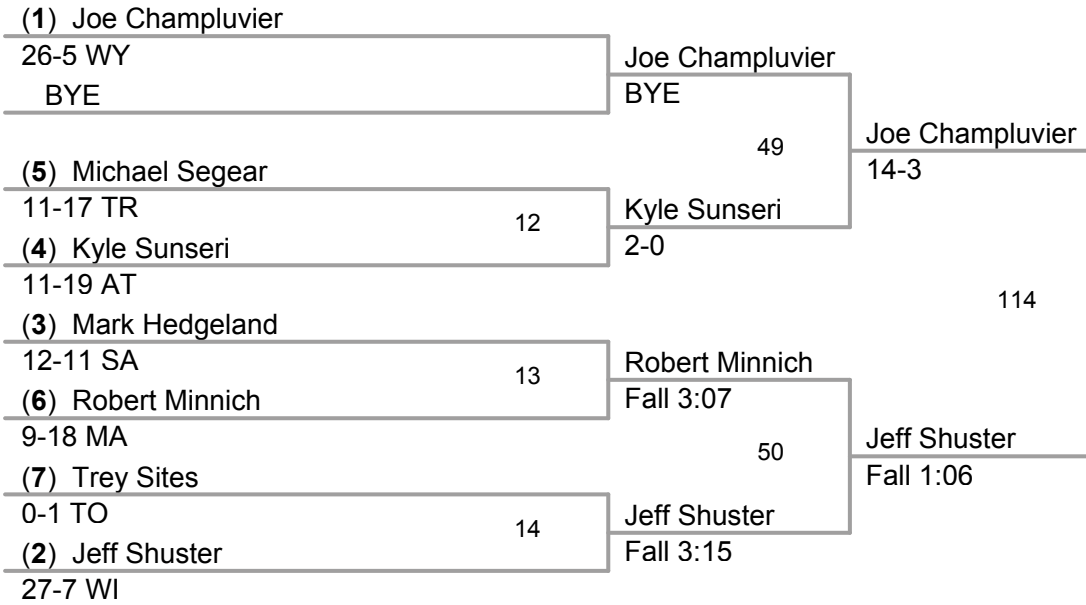 (1) Joe Champluvier
26-5 WY
BYE
(5) Michael Segear
11-17 TR
(4) Kyle Sunseri
11-19 AT
(3) Mark Hedgeland
12-11 SA
(6) Robert Minnich
9-18 MA
(7) Trey Sites
0-1 TO
(2) Jeff Shuster
27-7 WI
12
13
14
Joe Champluvier
BYE
Kyle Sunseri
2-0
Robert Minnich
Fall 3:07
Jeff Shuster
Fall 3:15
49
50
Joe Champluvier
14-3
Jeff Shuster
Fall 1:06
114